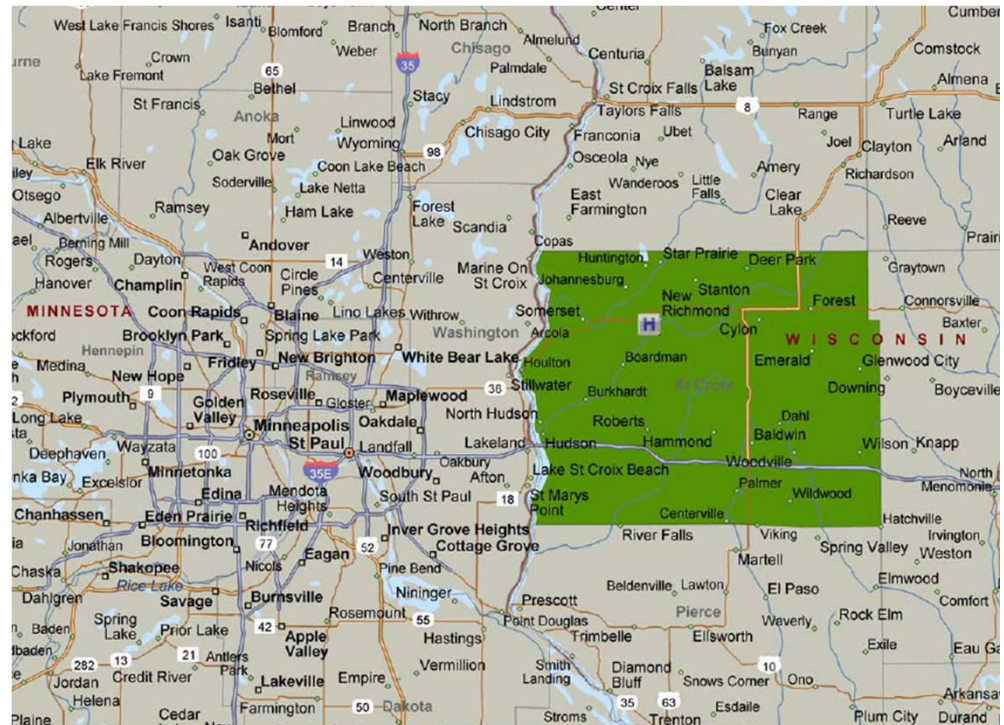 West Lake Francis Shores
Isanti
Blomford
Branch
North Branch
Center
Fox Creek
Cumber
Weber
Chisago
Almelund
Centuria
Bunyan
Comstock
urne
Crown
Lake Fremont
65
35
Palmdale
Balsam
Lake
Almena
Bethel
Stacy
Lindstrom
St Croix Falls
8
St Francis
Anoka
Linwood
Taylors Falls
Range
Turtle Lake
Mort
Wyoming
Chisago City
Franconia
Ubet
Joel
Lake
Oak Grove
Coon Lake Beach
98
Osceola
Nye
Amery
Clayton
Arland
Elk River
Soderville
Lake Netta
Wanderoos
Little
Falls
Richardson
Otsego
Ramsey
Ham Lake
Forest
Lake
East
Farmington
Clear
Lake
Albertville
Scandia
Reeve
Berning Mill
Andover
Copas
Prairi
Rogers
Dayton
West Coon
Rapids
14
Weston
Marine On
St Croix
Huntington
Star Prairie
Deer Park
Graytown
Hanover
Champlin
Circle
Pines
Centerville
Johannesburg
Stanton
MINNESOTA
Coon Rapids
Blaine
Lino Lakes
Withrow
Somerset
New
Richmond
Forest
Connorsville
ockford
Brooklyn Park
Spring Lake Park
Washington
Arcola
H
Cylon
Baxter
WISCONSIN
Hennepin
Fridley
New Brighton
White Bear Lake
Houlton
Boardman
Emerald
Glenwood City
Medina
New Hope
Ramsey
36
Stillwater
St Croix
Downing
Boyceville
Plymouth
9
Roseville
Gloster
Maplewood
Burkhardt
Long Lake
Golden
Valley
Minneapolis
Oakdale
North Hudson
Roberts
Dahl
St Paul
Landfall
Lakeland
Hudson
Hammond
Baldwin
Wilson
Knapp
Wayzata
100
Deephaven
35E
Oakbury
Woodville
Minnetonka
Woodbury
Afton
Lake St Croix Beach
North
nka Bay
Excelsior
Edina
Mendota
Heights
South St Paul
18
St Marys
Point
Palmer
Wildwood
Menomonie
Chanhassen
Eden Prairie
Richfield
Inver Grove Heights
Centerville
Hatchville
Bloomington
77
52
Cottage Grove
River Falls
Viking
Irvington
Jonathan
Eagan
Spring Valley
Weston
Shakopee
Nicols
Pine Bend
Martell
Chaska
Rice Lake
Nininger
Beldenville
Lawton
El Paso
Elmwood
Dahlgren
Savage
Burnsville
Prescott
Pierce
Comfort
Rosemount
55
Point Douglas
Waverly
Rock Elm
Spring
Lake
Prior Lake
42
Apple
Valley
Hastings
Trimbelle
Ellsworth
Baden
Exile
282
13
21
Antlers
Park
Vermillion
Smith
Landing
Diamond
Bluff
10
Eau Ga
Credit River
Jordan
Lakeville
Empire
Snows Corner
Ono
Helena
Farmington
35
63
Arkansaw
Plaine
Cedar
50
Dakota
Stroms
Trenton
Esdaile
Plum City
Durand